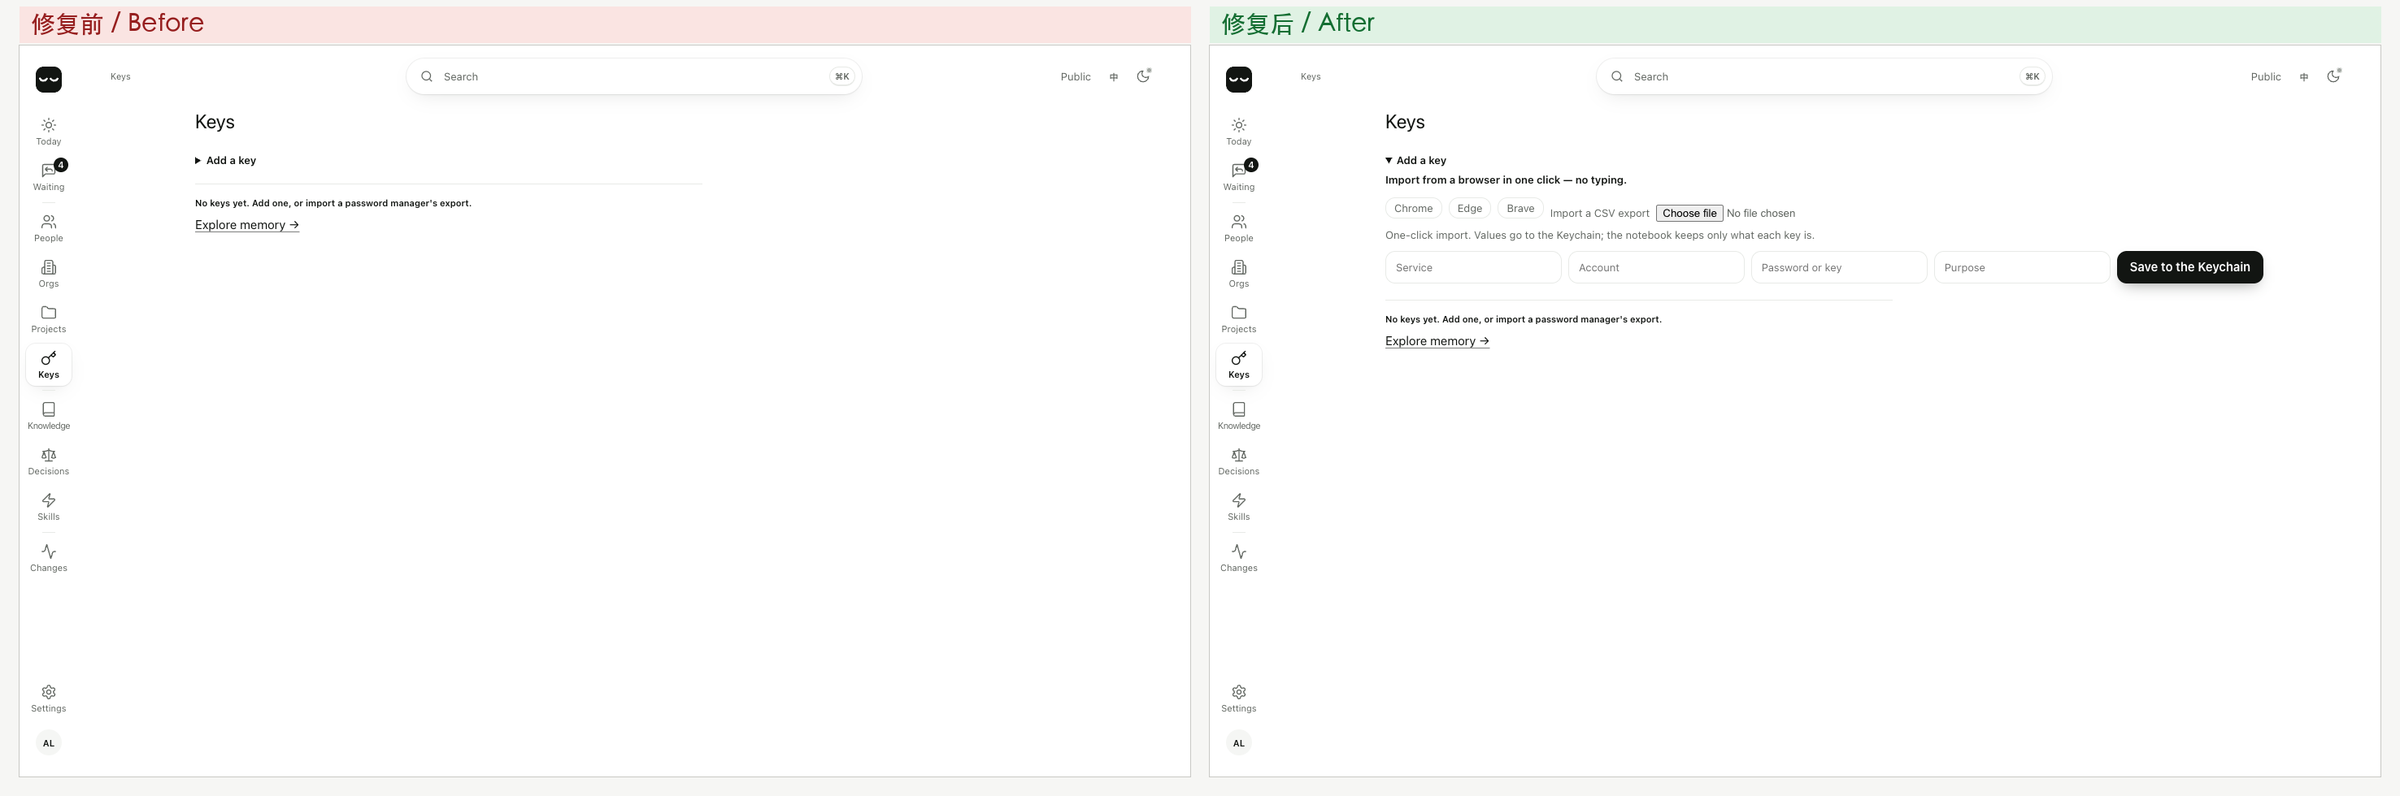 修复前 / Before
Keys
Search
⌘K
Public
中
Today
4
Waiting
People
Orgs
Projects
Keys
Knowledge
Decisions
Skills
Changes
Settings
AL
Keys
Add a key
No keys yet. Add one, or import a password manager's export.
Explore memory →
修复后 / After
Keys
Search
⌘K
Public
中
Today
4
Waiting
People
Orgs
Projects
Keys
Knowledge
Decisions
Skills
Changes
Settings
AL
Keys
Add a key
Import from a browser in one click — no typing.
Chrome Edge Brave Import a CSV export Choose file No file chosen
One-click import. Values go to the Keychain; the notebook keeps only what each key is.
Service Account Password or key Purpose Save to the Keychain
No keys yet. Add one, or import a password manager's export.
Explore memory →